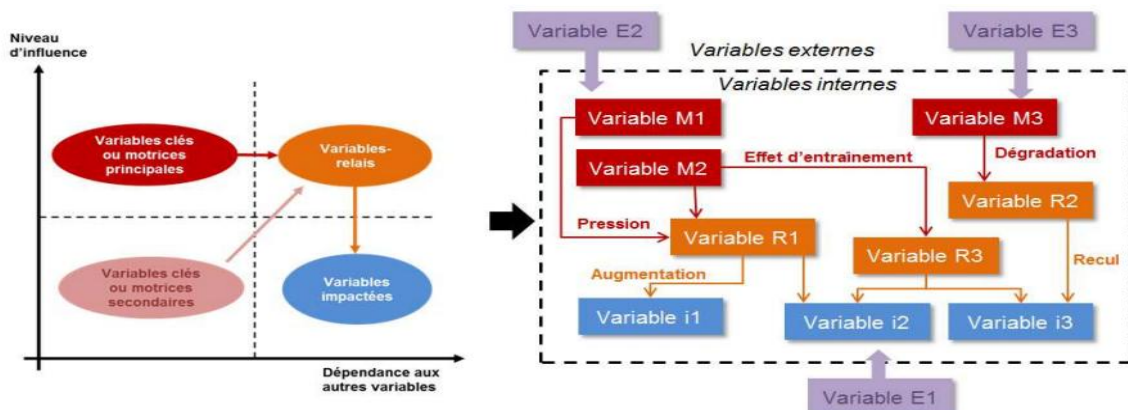 Niveau
d'influence
Variables clés
ou motrices
principales
Variables-
relais
Variables clés
ou motrices
secondaires
Variables
impactées
Dépendance aux
autres variables
Variable E2
Variables externes
Variable E3
Variables internes
Variable M1
Variable M3
Variable M2
Effet d'entraînement
Dégradation
Variable R2
Pression
Variable R1
Variable R3
Recul
Augmentation
Variable i1
Variable i2
Variable i3
Variable E1